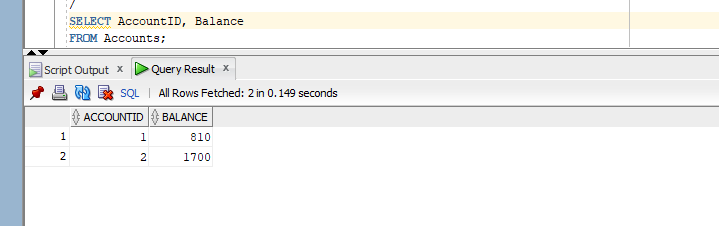 /
SELECT AccountID, Balance
FROM Accounts;
Script Output x Query Result x
SQL | All Rows Fetched: 2 in 0.149 seconds
ACCOUNTID BALANCE
1 1 810
2 2 1700